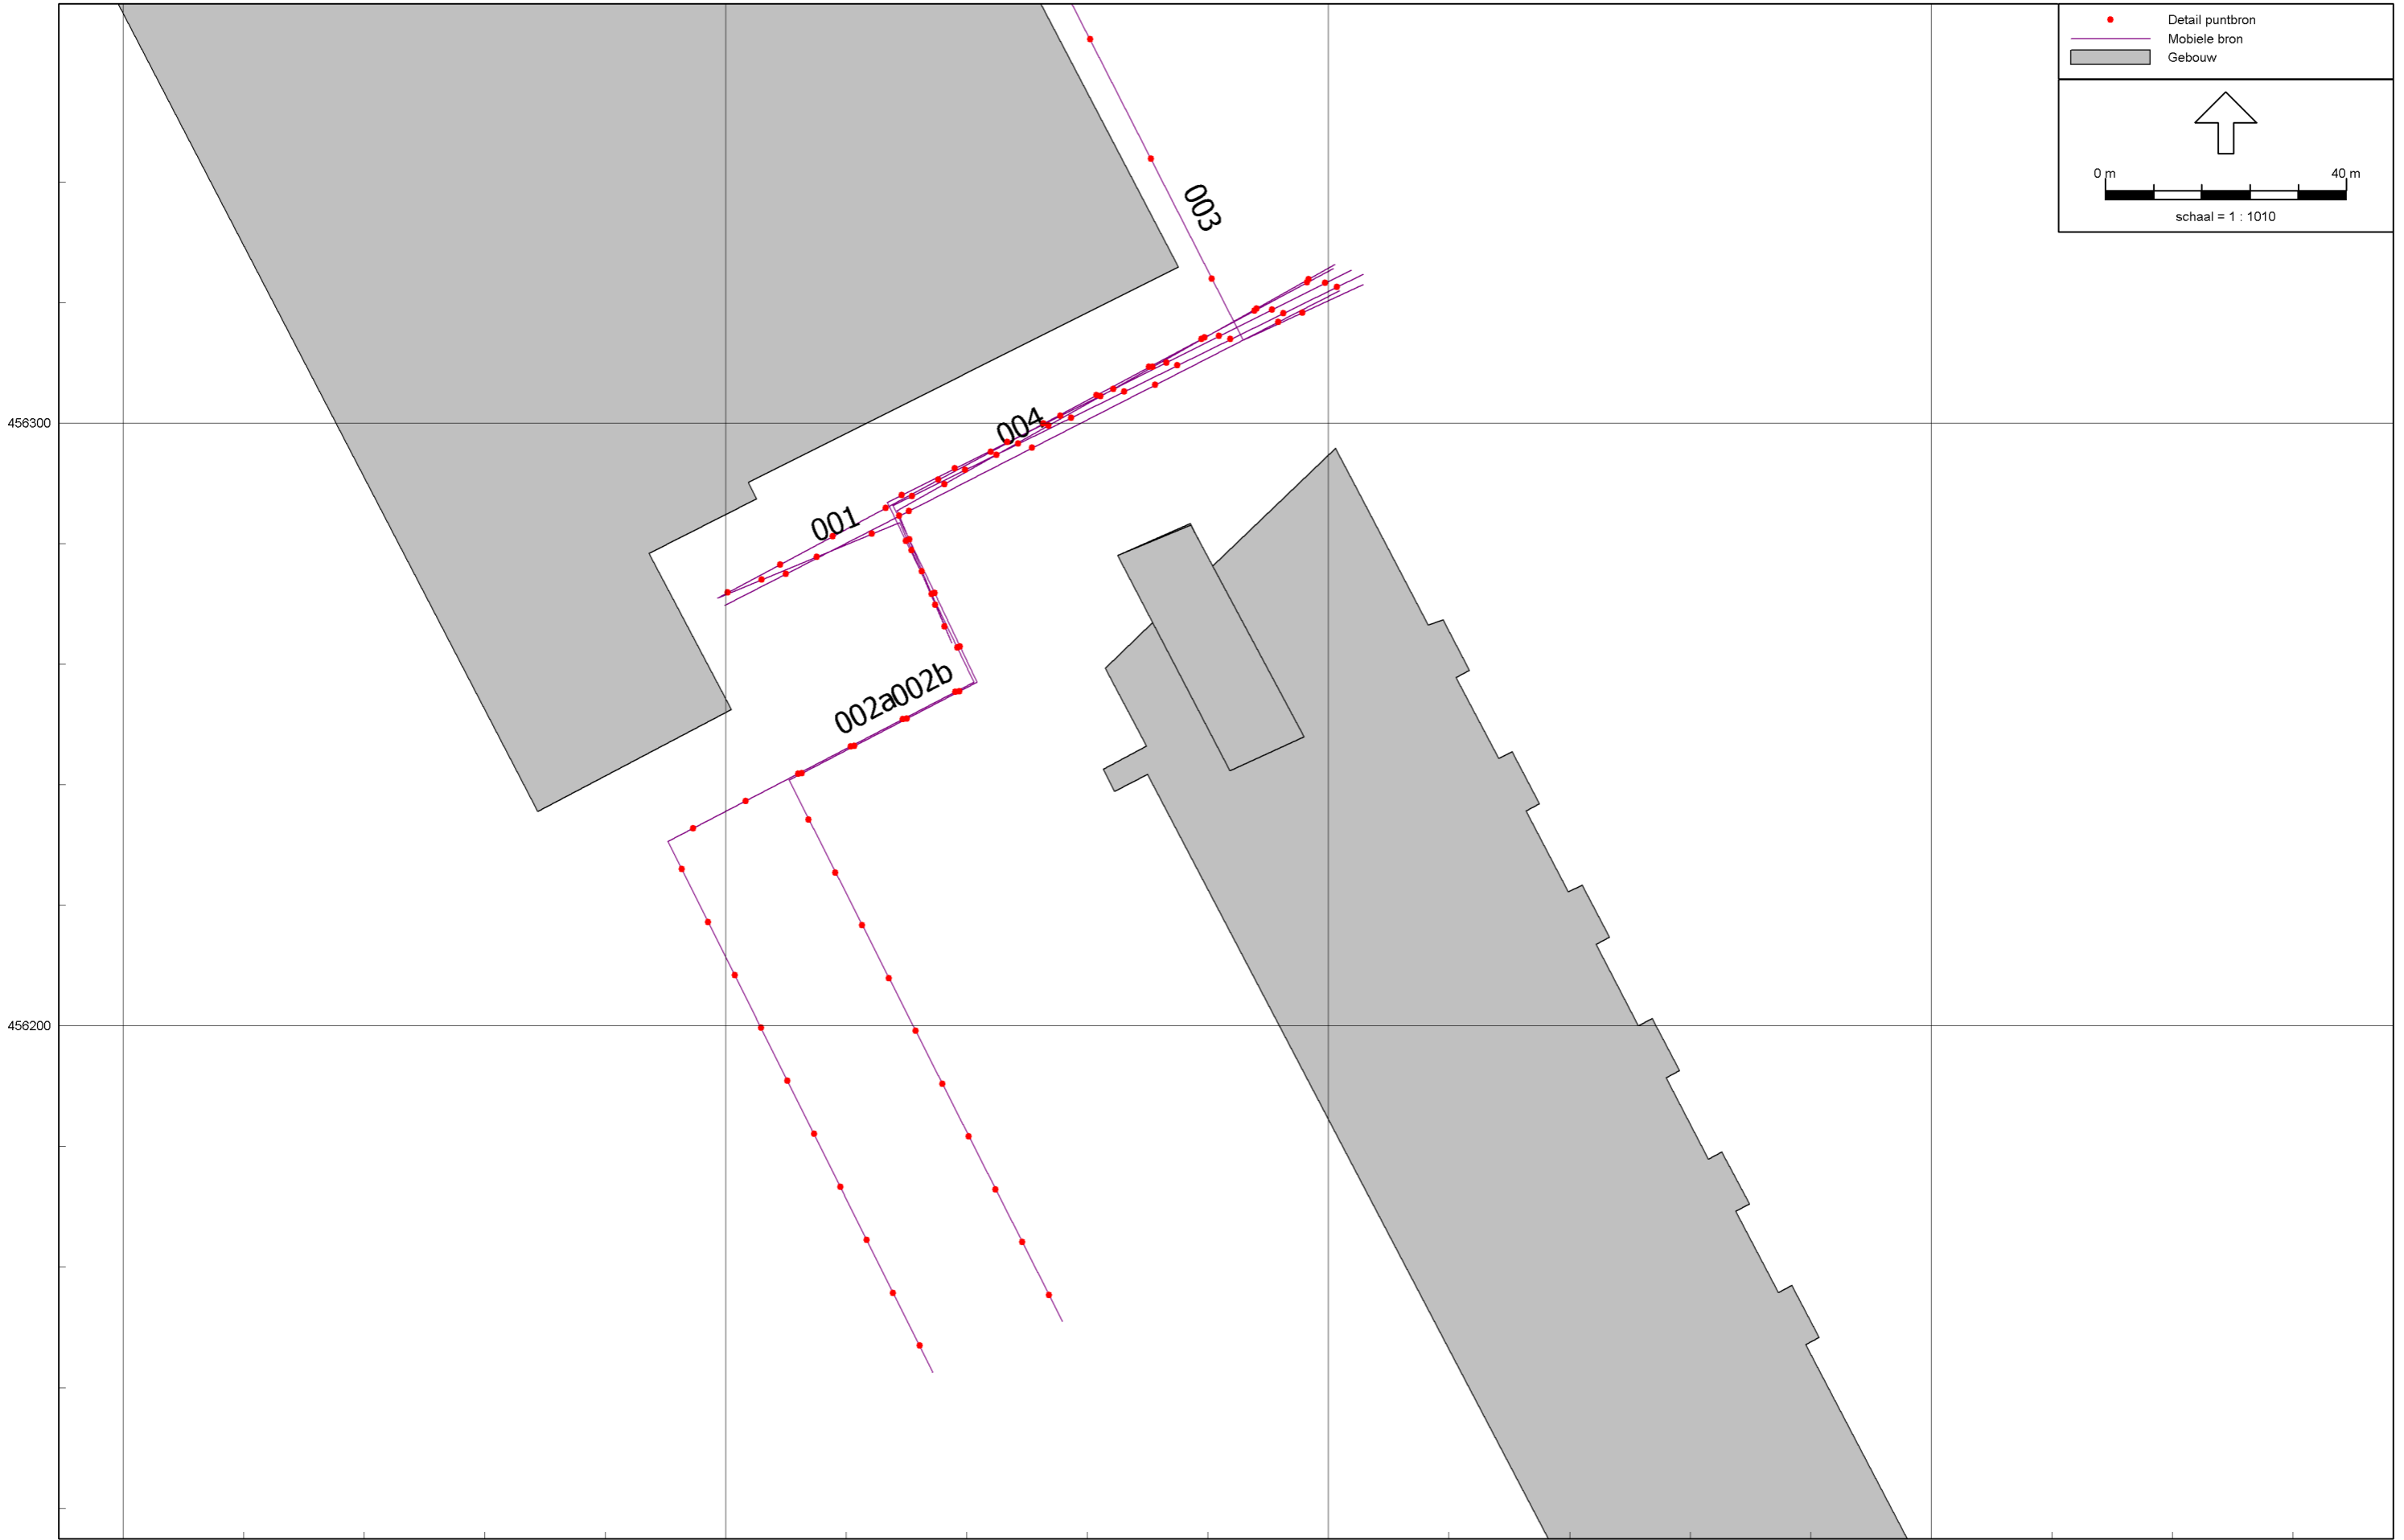 Detail puntbron
Mobiele bron
Gebouw
0 m 40 m
schaal = 1 : 1010
003
456300
004
001
002a002b
456200